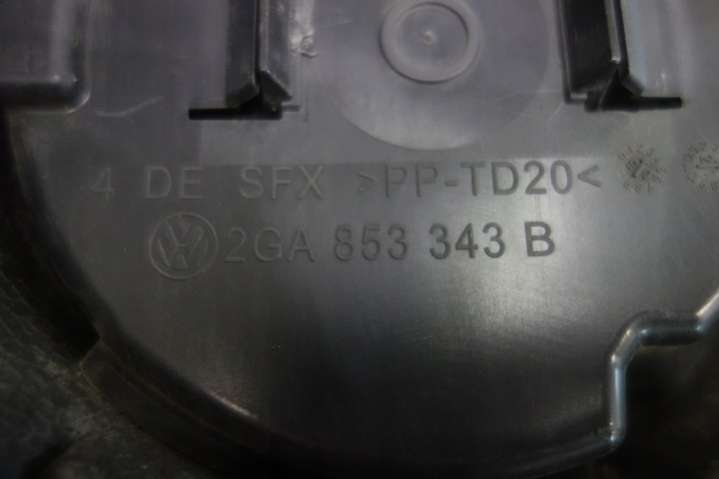 4 DE SFX >PP-TD20<
2GA 853 343 B